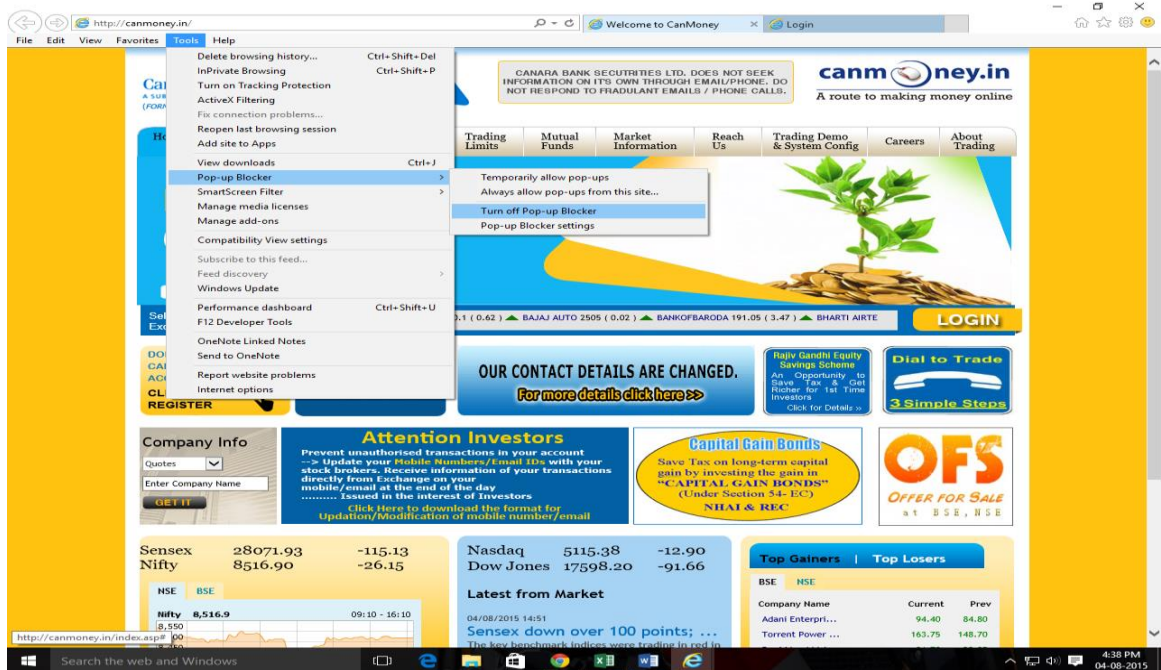 http://canmoney.in/
Welcome to CanMoney
Login
File Edit View Favorites Tools Help
Delete browsing history... Ctrl+Shift+Del
InPrivate Browsing Ctrl+Shift+P
Turn on Tracking Protection
ActiveX Filtering
Fix connection problems...
Reopen last browsing session
Add site to Apps
View downloads Ctrl+J
Pop-up Blocker
SmartScreen Filter
Manage media licenses
Manage add-ons
Compatibility View settings
Subscribe to this feed...
Feed discovery
Windows Update
Performance dashboard Ctrl+Shift+U
F12 Developer Tools
OneNote Linked Notes
Send to OneNote
Report website problems
Internet options
Temporarily allow pop-ups
Always allow pop-ups from this site...
Turn off Pop-up Blocker
Pop-up Blocker settings
CANARA BANK SECUTRITIES LTD. DOES NOT SEEK
INFORMATION ON IT'S OWN THROUGH EMAIL/PHONE. DO
NOT RESPOND TO FRADULANT EMAILS / PHONE CALLS.
canmoney.in
A route to making money online
Trading Limits
Mutual Funds
Market Information
Reach Us
Trading Demo & System Config
Careers
About Trading
0.1 ( 0.62 ) BAJAJ AUTO 2505 ( 0.02 ) BANKOFBARODA 191.05 ( 3.47 ) BHARTI AIRTE
LOGIN
REGISTER
OUR CONTACT DETAILS ARE CHANGED.
For more details click here >>
Rajiv Gandhi Equity
Savings Scheme
An Opportunity to
Save Tax & Get
Richer for 1st Time
Investors
Click for Details »
Dial to Trade
3 Simple Steps
Company Info
Quotes
Enter Company Name
GET IT
Attention Investors
Prevent unauthorised transactions in your account
--> Update your Mobile Numbers/Email IDs with your
stock brokers. Receive information of your transactions
directly from Exchange on your
mobile/email at the end of the day
.......... Issued in the interest of Investors
Click Here to download the format for
Updation/Modification of mobile number/email
Capital Gain Bonds
Save Tax on long-term capital
gain by investing the gain in
"CAPITAL GAIN BONDS"
(Under Section 54- EC)
NHAI & REC
OFS
OFFER FOR SALE
at BSE, NSE
Sensex 28071.93 -115.13
Nifty 8516.90 -26.15
NSE BSE
Nifty 8,516.9 09:10 - 16:10
8,550
Nasdaq 5115.38 -12.90
Dow Jones 17598.20 -91.66
Latest from Market
04/08/2015 14:51
Sensex down over 100 points; ...
The key benchmark indices were trading in red in
Top Gainers | Top Losers
BSE NSE
Company Name Current Prev
Adani Enterpri... 94.40 84.80
Torrent Power ... 163.75 148.70
http://canmoney.in/index.asp#
Search the web and Windows
4:38 PM
04-08-2015